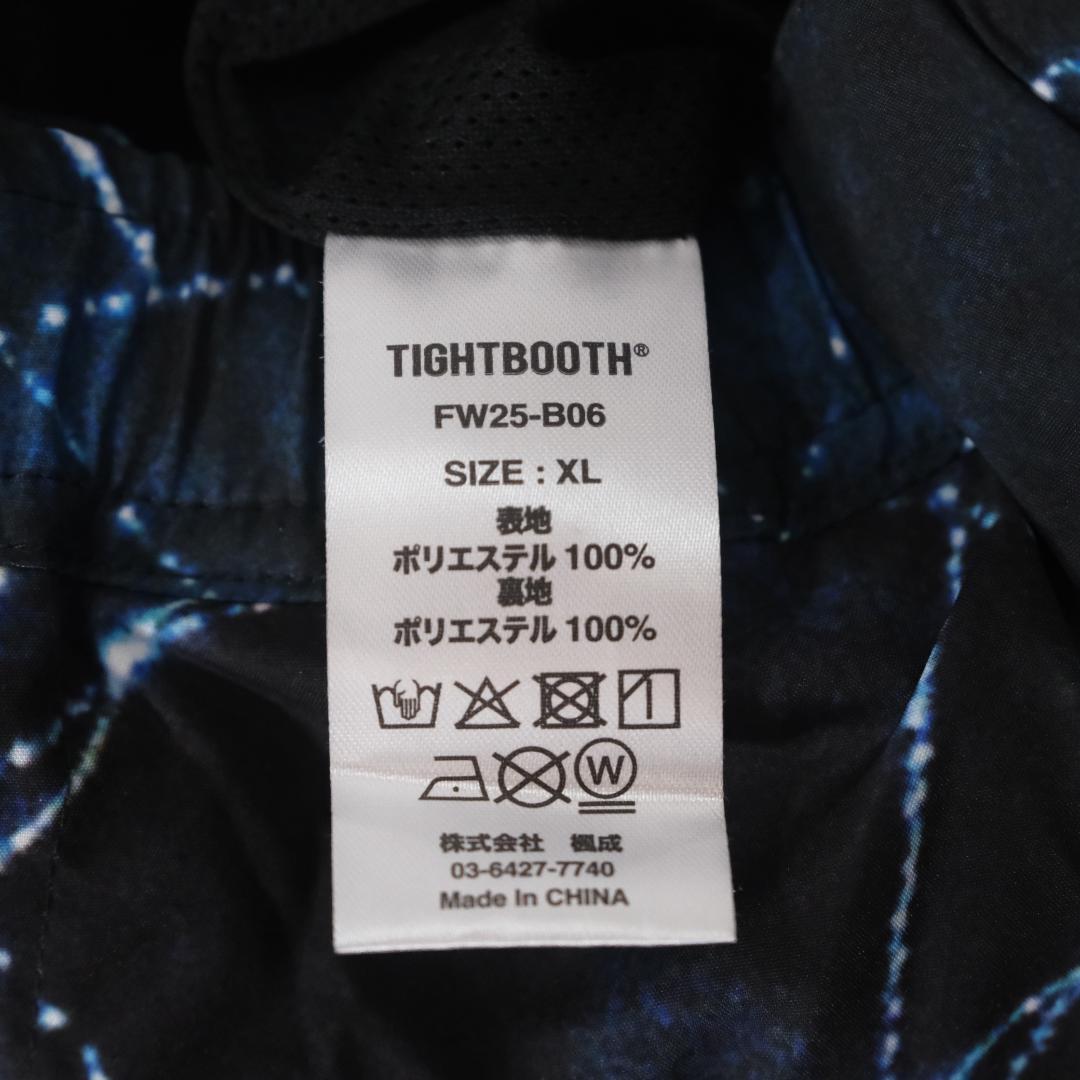 TIGHTBOOTH®
FW25-B06
SIZE : XL
表地
ポリエステル 100%
裏地
ポリエステル 100%
W
株式会社 楓成
03-6427-7740
Made In CHINA